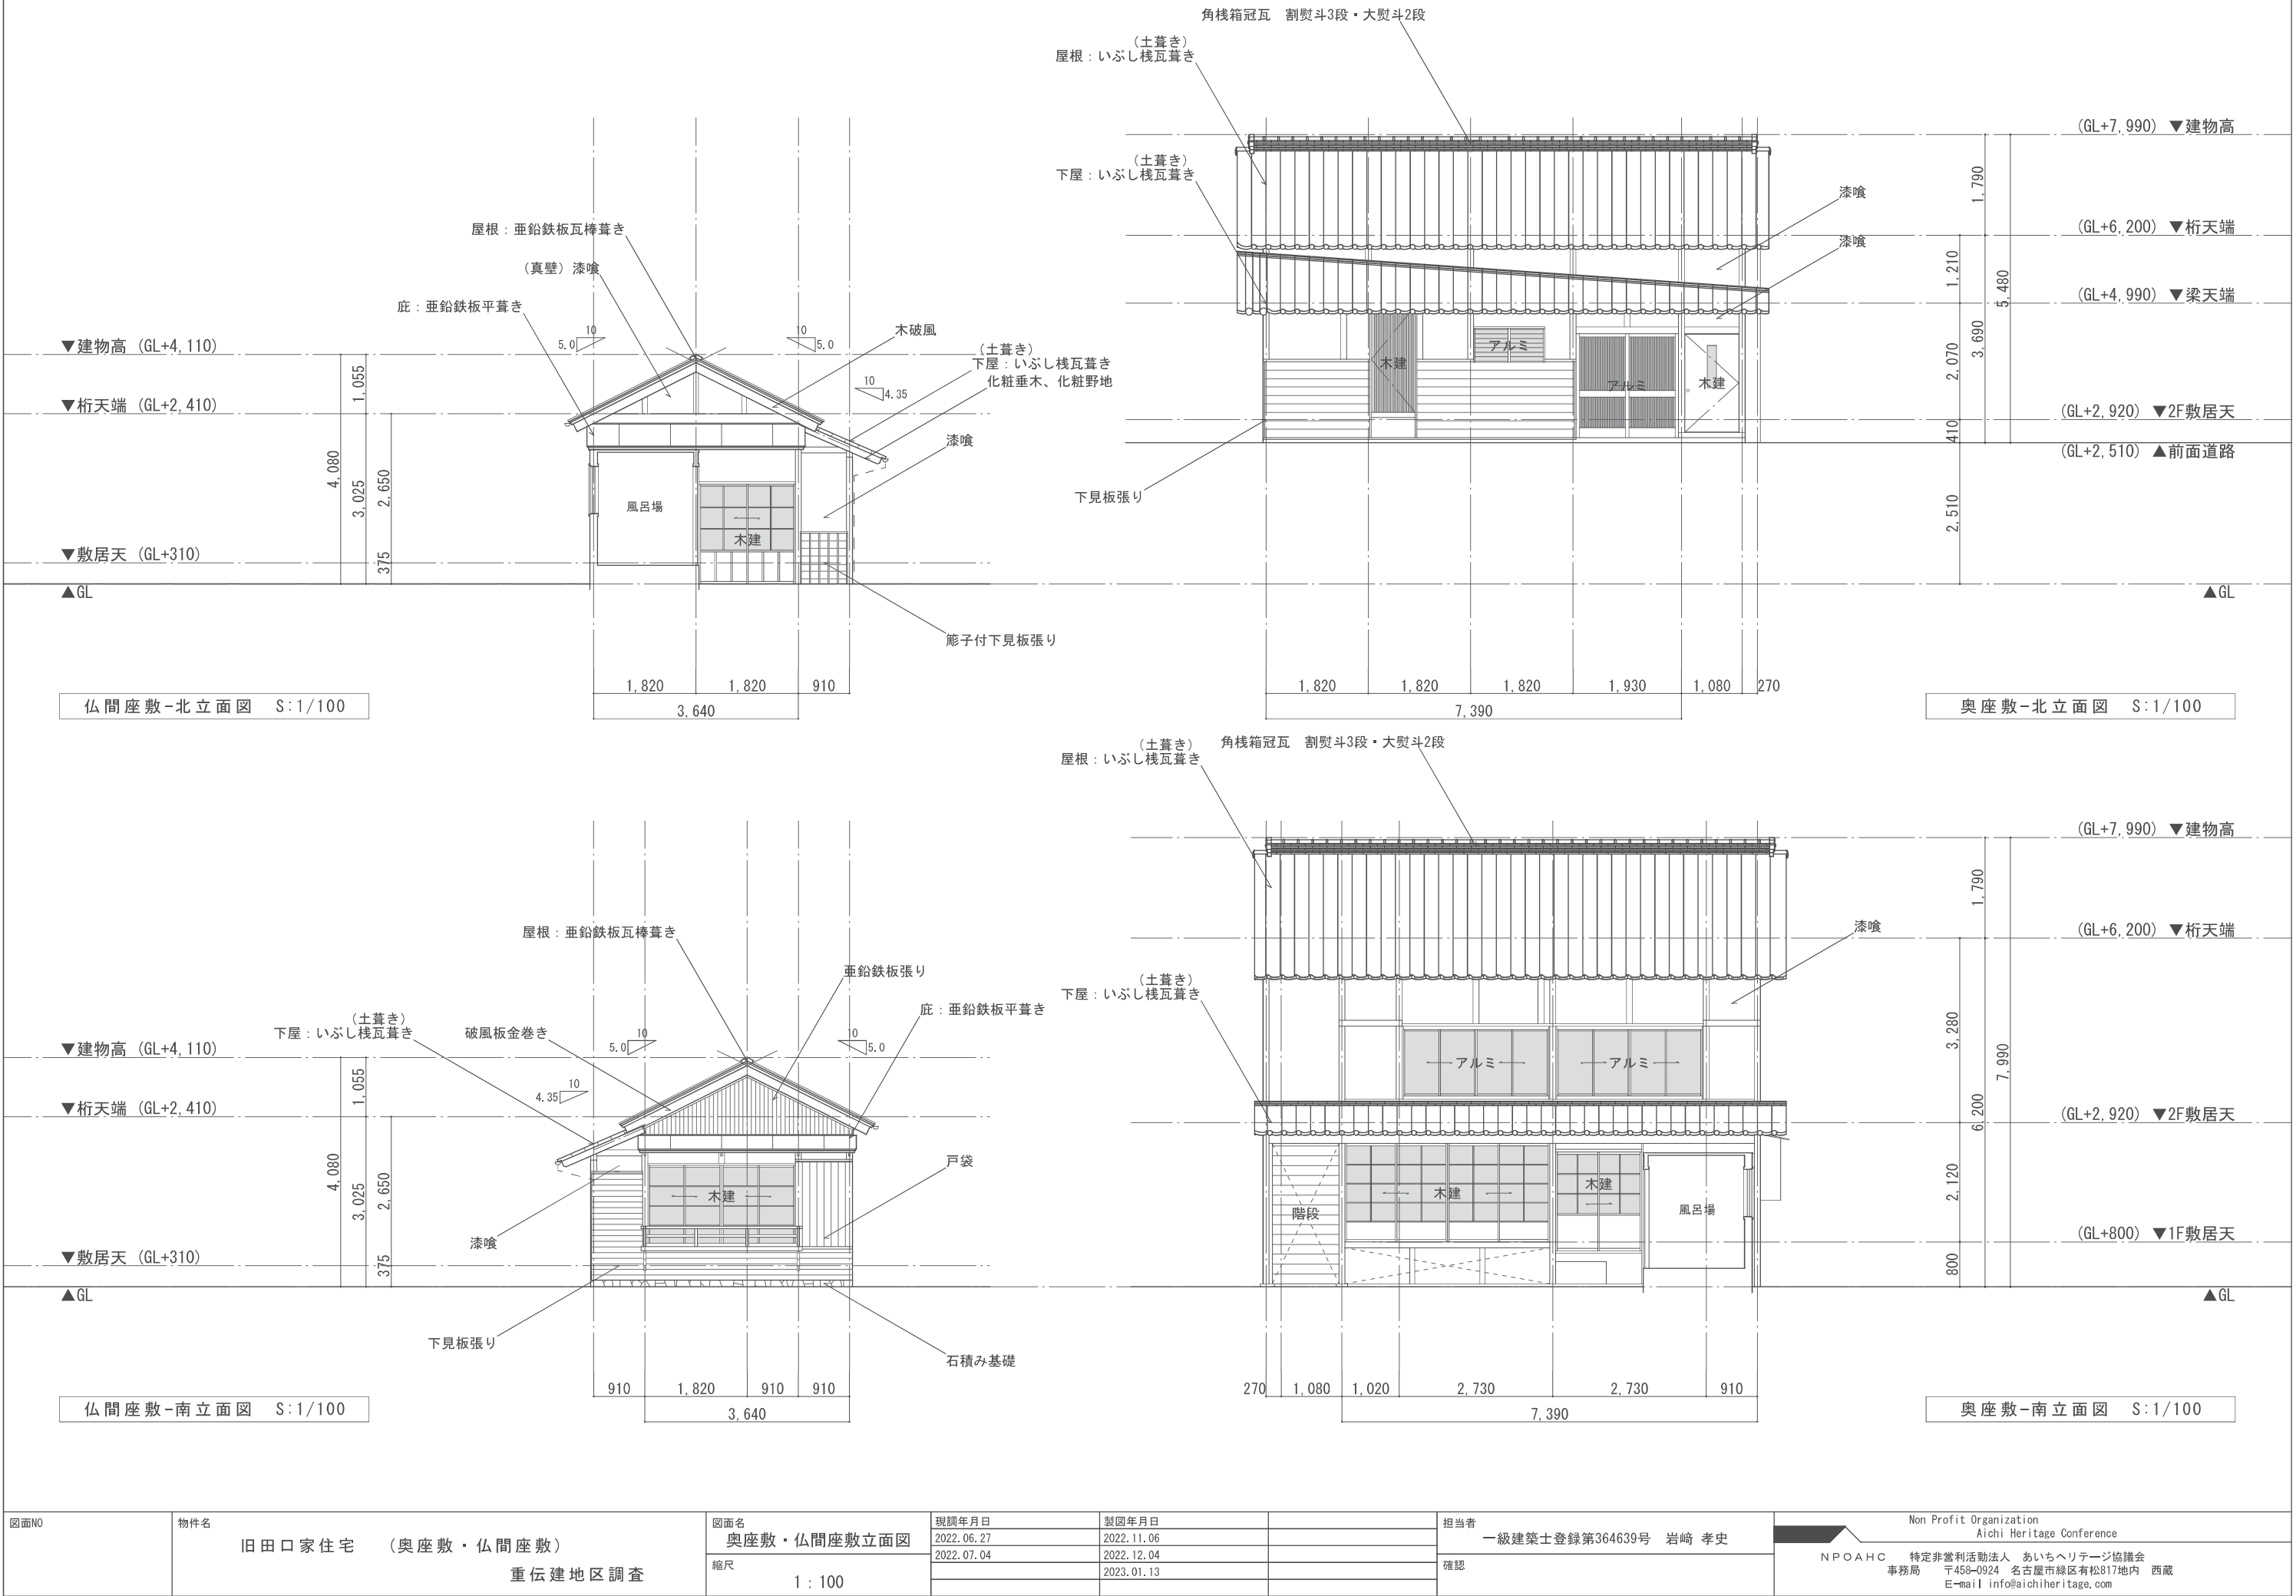 角桟箱冠瓦　割熨斗3段・大熨斗2段
（土葺き）
屋根：いぶし桟瓦葺き
（土葺き）
下屋：いぶし桟瓦葺き
漆喰
漆喰
木建
アルミ
アルミ
木建
下見板張り
(GL+7,990) ▼建物高
(GL+6,200) ▼桁天端
(GL+4,990) ▼梁天端
(GL+2,920) ▼2F敷居天
(GL+2,510) ▲前面道路
▲GL
1,790
1,210
5,480
3,690
2,070
410
2,510
1,820
1,820
1,820
1,930
1,080
270
7,390
奥座敷-北立面図　S:1/100
屋根：亜鉛鉄板瓦棒葺き
（真壁）漆喰
庇：亜鉛鉄板平葺き
10
5.0
10
5.0
木破風
（土葺き）
下屋：いぶし桟瓦葺き
化粧垂木、化粧野地
10
4.35
漆喰
風呂場
木建
簓子付下見板張り
▼建物高 (GL+4,110)
▼桁天端 (GL+2,410)
▼敷居天 (GL+310)
▲GL
1,055
4,080
3,025
2,650
375
1,820
1,820
910
3,640
仏間座敷-北立面図　S:1/100
屋根：亜鉛鉄板瓦棒葺き
亜鉛鉄板張り
（土葺き）
下屋：いぶし桟瓦葺き
破風板金巻き
庇：亜鉛鉄板平葺き
10
5.0
10
5.0
10
4.35
戸袋
木建
漆喰
下見板張り
石積み基礎
▼建物高 (GL+4,110)
▼桁天端 (GL+2,410)
▼敷居天 (GL+310)
▲GL
1,055
4,080
3,025
2,650
375
910
1,820
910
910
3,640
仏間座敷-南立面図　S:1/100
（土葺き）
屋根：いぶし桟瓦葺き
角桟箱冠瓦　割熨斗3段・大熨斗2段
漆喰
（土葺き）
下屋：いぶし桟瓦葺き
アルミ
アルミ
階段
木建
木建
風呂場
(GL+7,990) ▼建物高
(GL+6,200) ▼桁天端
(GL+2,920) ▼2F敷居天
(GL+800) ▼1F敷居天
▲GL
1,790
3,280
7,990
6,200
2,120
800
270
1,080
1,020
2,730
2,730
910
7,390
奥座敷-南立面図　S:1/100
図面NO
物件名
旧田口家住宅　（奥座敷・仏間座敷）
重伝建地区調査
図面名
奥座敷・仏間座敷立面図
縮尺
1：100
現調年月日
2022.06.27
2022.07.04
製図年月日
2022.11.06
2022.12.04
2023.01.13
担当者
一級建築士登録第364639号　岩﨑 孝史
確認
Non Profit Organization
Aichi Heritage Conference
NPOAHC　特定非営利活動法人　あいちヘリテージ協議会
事務局　〒458-0924　名古屋市緑区有松817地内　西蔵
E-mail info@aichiheritage.com